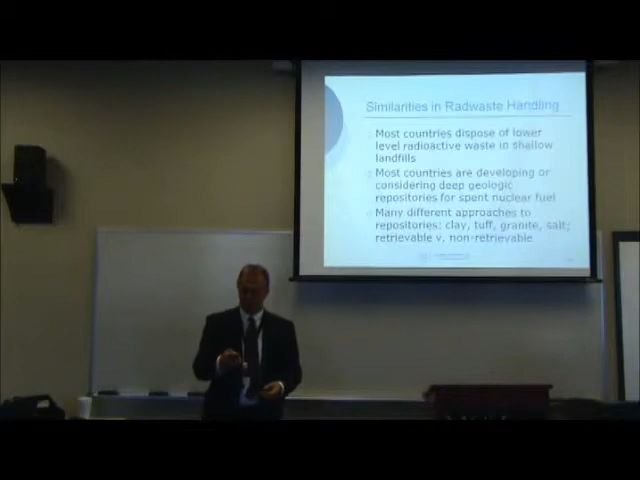 Similarities in Radwaste Handling
Most countries dispose of lower
level radioactive waste in shallow
landfills
Most countries are developing or
considering deep geologic
repositories for spent nuclear fuel
Many different approaches to
repositories: clay, tuff, granite, salt;
retrievable v. non-retrievable